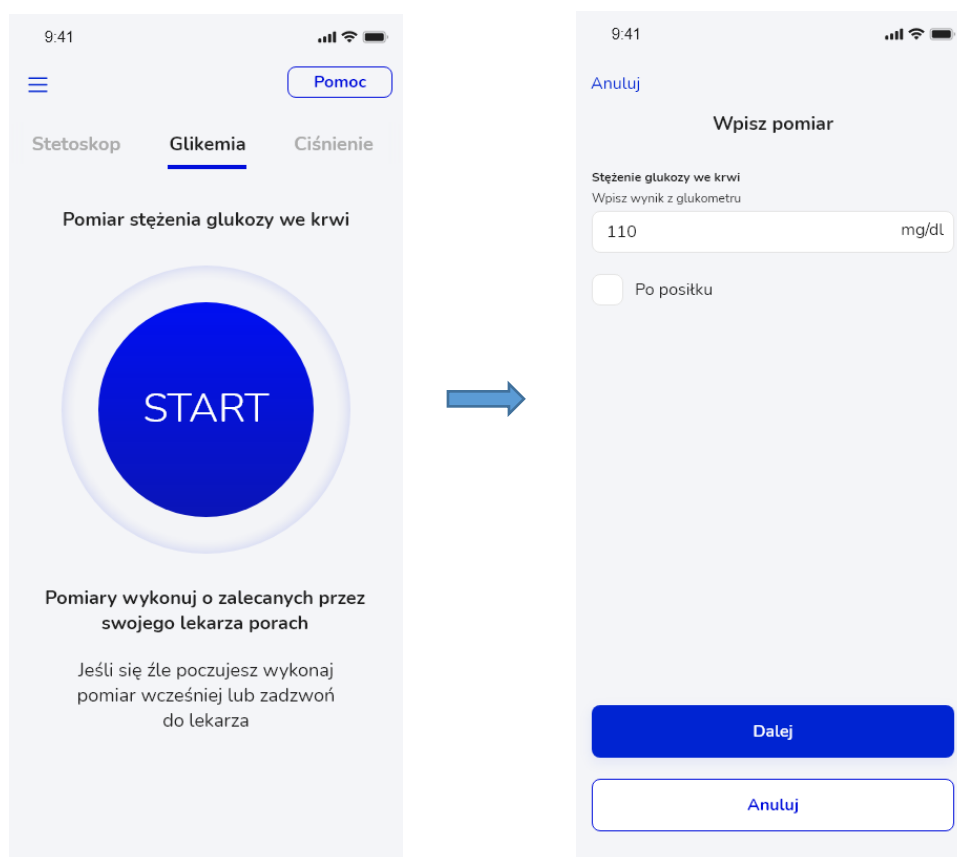 9:41
Pomoc
Stetoskop Glikemia Ciśnienie
Pomiar stężenia glukozy we krwi
START
Pomiary wykonuj o zalecanych przez
swojego lekarza porach
Jeśli się źle poczujesz wykonaj
pomiar wcześniej lub zadzwoń
do lekarza
9:41
Anuluj
Wpisz pomiar
Stężenie glukozy we krwi
Wpisz wynik z glukometru
110 mg/dl
Po posiłku
Dalej
Anuluj